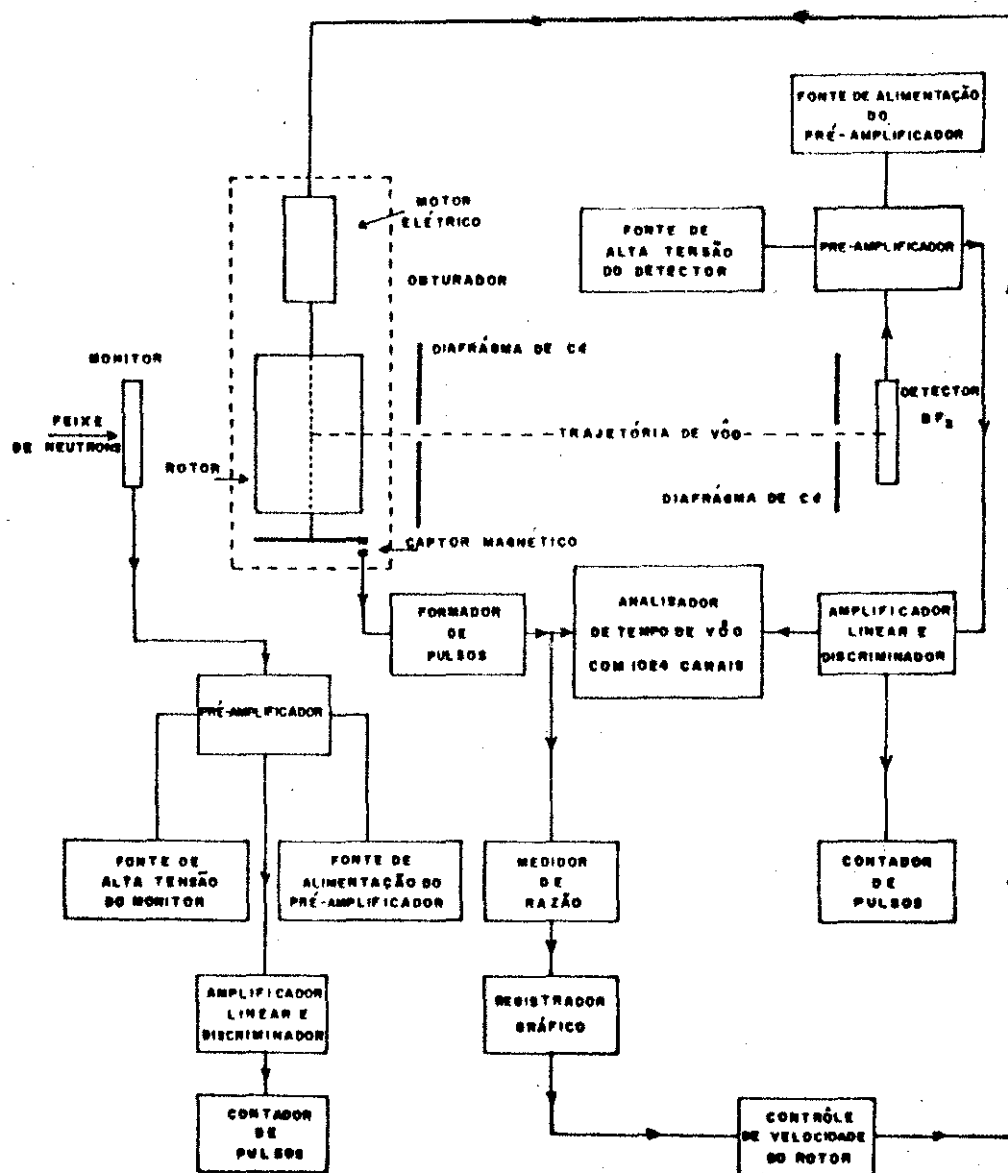 FONTE DE ALIMENTAÇÃO
DO
PRÉ-AMPLIFICADOR
MOTOR
ELÉTRICO
FONTE DE
ALTA TENSÃO
DO DETECTOR
PRÉ-AMPLIFICADOR
OBTURADOR
MONITOR
DIAFRÁGMA DE Cd
DETECTOR
BF₃
FEIXE
DE NEUTRONS
TRAJETÓRIA DE VÔO
ROTOR
DIAFRÁGMA DE Cd
CAPTOR MAGNÉTICO
FORMADOR
DE
PULSOS
ANALISADOR
DE TEMPO DE VÔO
COM 1024 CANAIS
AMPLIFICADOR
LINEAR E
DISCRIMINADOR
PRÉ-AMPLIFICADOR
FONTE DE
ALTA TENSÃO
DO MONITOR
FONTE DE
ALIMENTAÇÃO DO
PRÉ-AMPLIFICADOR
MEDIDOR
DE
RAZÃO
CONTADOR
DE
PULSOS
AMPLIFICADOR
LINEAR E
DISCRIMINADOR
REGISTRADOR
GRÁFICO
CONTADOR
DE
PULSOS
CONTRÔLE
DE VELOCIDADE
DO ROTOR